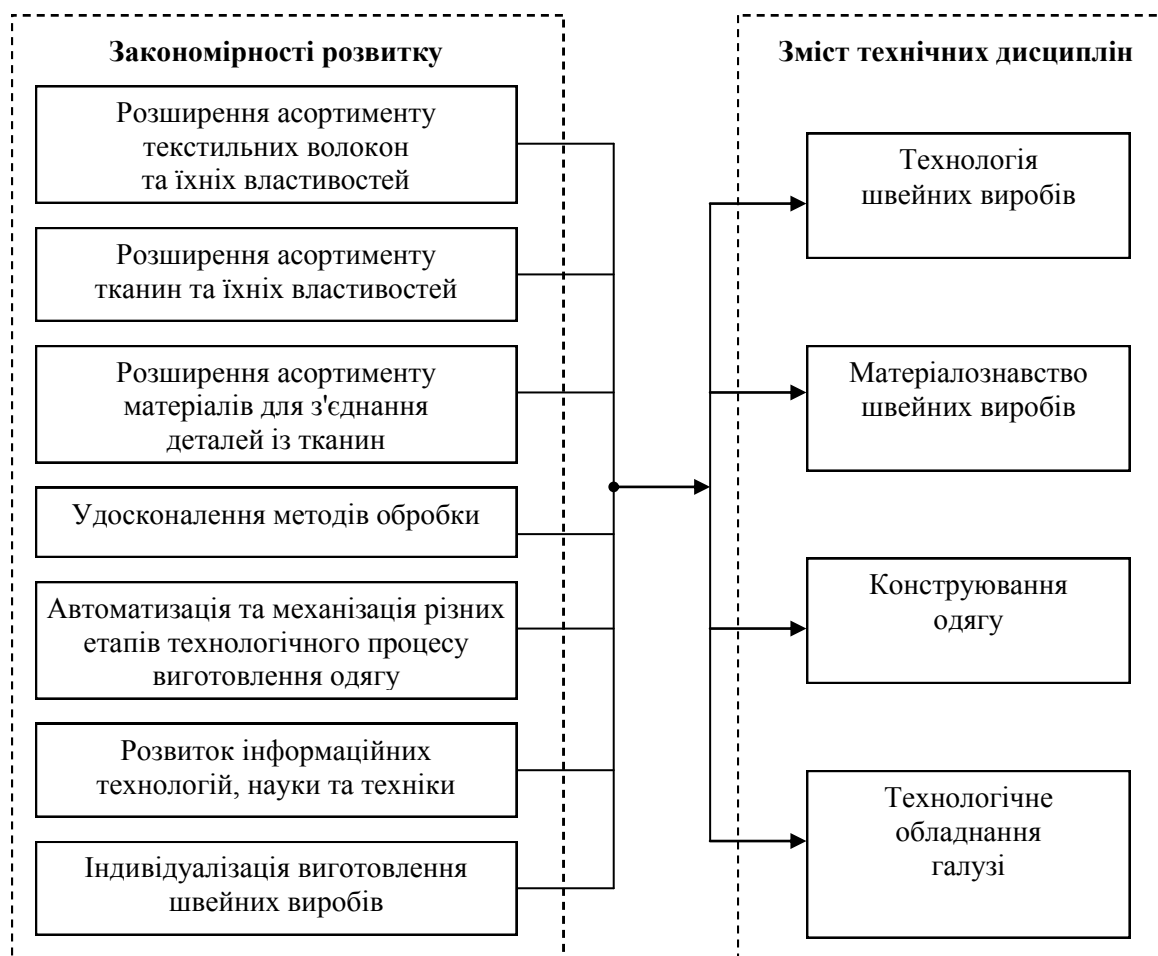 Закономірності розвитку
Розширення асортименту
текстильних волокон
та їхніх властивостей
Розширення асортименту
тканин та їхніх властивостей
Розширення асортименту
матеріалів для з'єднання
деталей із тканин
Удосконалення методів обробки
Автоматизація та механізація різних
етапів технологічного процесу
виготовлення одягу
Розвиток інформаційних
технологій, науки та техніки
Індивідуалізація виготовлення
швейних виробів
Зміст технічних дисциплін
Технологія
швейних виробів
Матеріалознавство
швейних виробів
Конструювання
одягу
Технологічне
обладнання
галузі